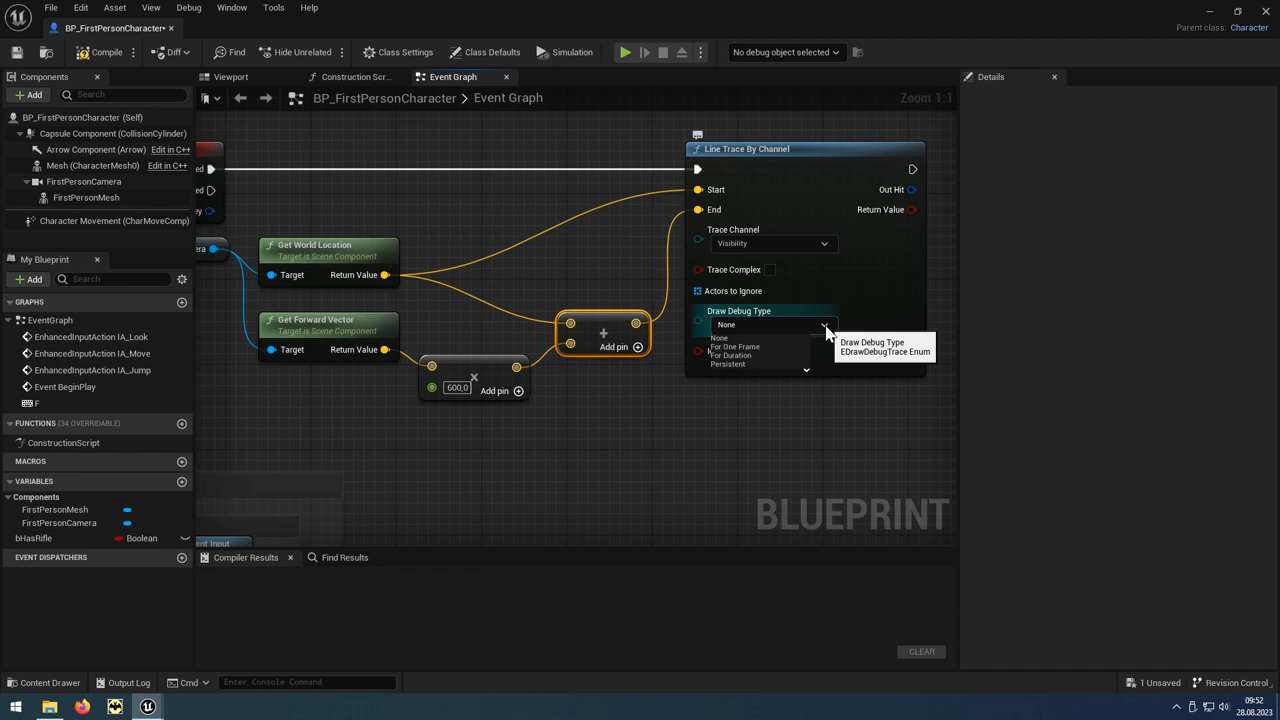 File Edit Asset View Debug Window Tools Help
BP_FirstPersonCharacter*
Parent class: Character
Compile Diff Find Hide Unrelated Class Settings Class Defaults Simulation No debug object selected
Components
Viewport Construction Scr... Event Graph Details
Add Search
BP_FirstPersonCharacter > Event Graph
Zoom 1:1
BP_FirstPersonCharacter (Self)
Capsule Component (CollisionCylinder)
Arrow Component (Arrow) Edit in C++
Mesh (CharacterMesh0) Edit in C++
FirstPersonCamera
FirstPersonMesh
Character Movement (CharMoveComp)
My Blueprint
Add Search
GRAPHS
EventGraph
EnhancedInputAction IA_Look
EnhancedInputAction IA_Move
EnhancedInputAction IA_Jump
Event BeginPlay
F
FUNCTIONS (34 OVERRIDABLE)
ConstructionScript
MACROS
VARIABLES
Components
FirstPersonMesh
FirstPersonCamera
bHasRifle Boolean
EVENT DISPATCHERS
ed
ed
ey
era
Get World Location
Target is Scene Component
Target Return Value
Get Forward Vector
Target is Scene Component
Target Return Value
600,0
Add pin
Add pin
Line Trace By Channel
Start Out Hit
End Return Value
Trace Channel
Visibility
Trace Complex
Actors to Ignore
Draw Debug Type
None
None
For One Frame
For Duration
Persistent
Draw Debug Type
EDrawDebugTrace Enum
BLUEPRINT
ent Input
Compiler Results Find Results
CLEAR
Content Drawer Output Log Cmd Enter Console Command 1 Unsaved Revision Control
09:52
28.08.2023